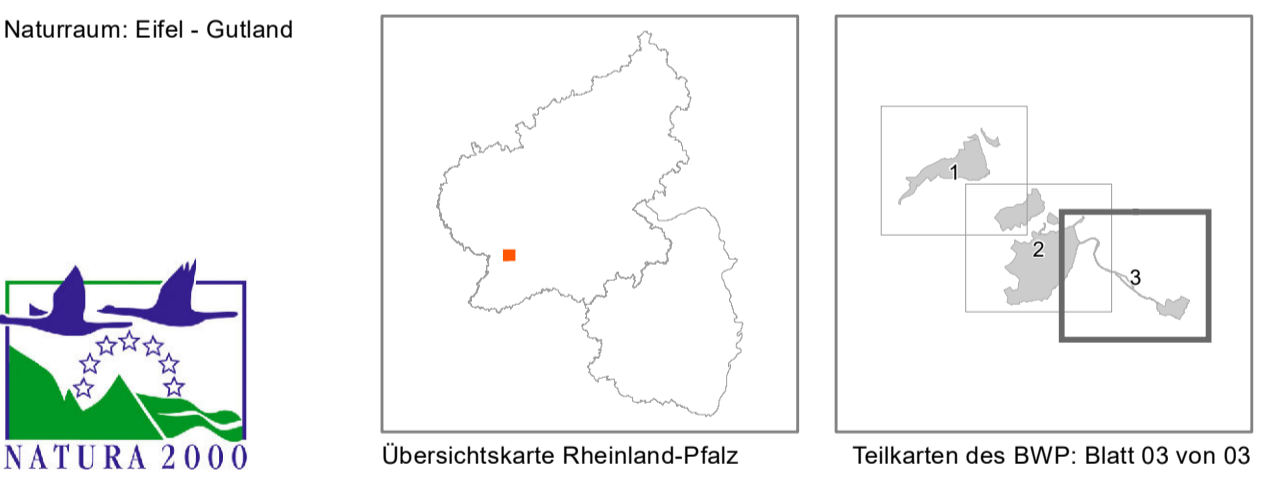 Naturraum: Eifel - Gutland
1
2
3
NATURA 2000
Übersichtskarte Rheinland-Pfalz
Teilkarten des BWP: Blatt 03 von 03